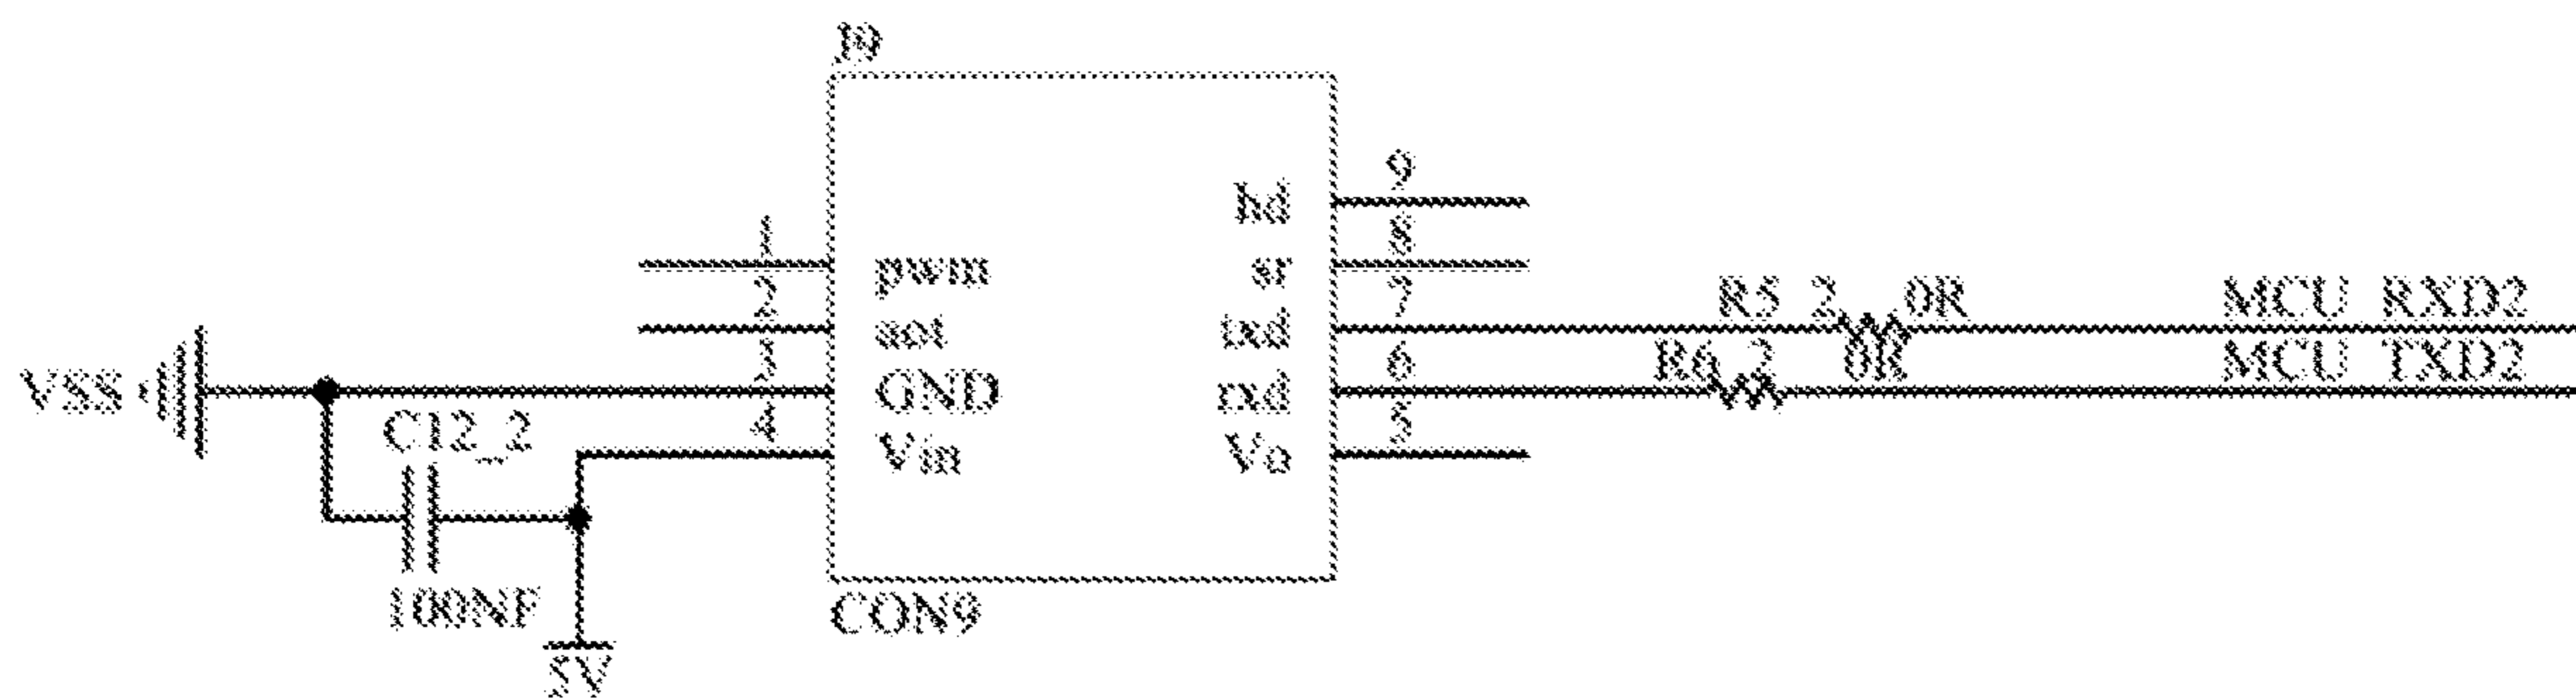 J9
9
hd
1
8
pwm
sr
2
7
R5_2
0R
MCU_RXD2
aot
txd
3
6
R6_2
0R
MCU_TXD2
VSS
GND
rxd
C12_2
4
5
Vin
Vo
100NF
CON9
5V